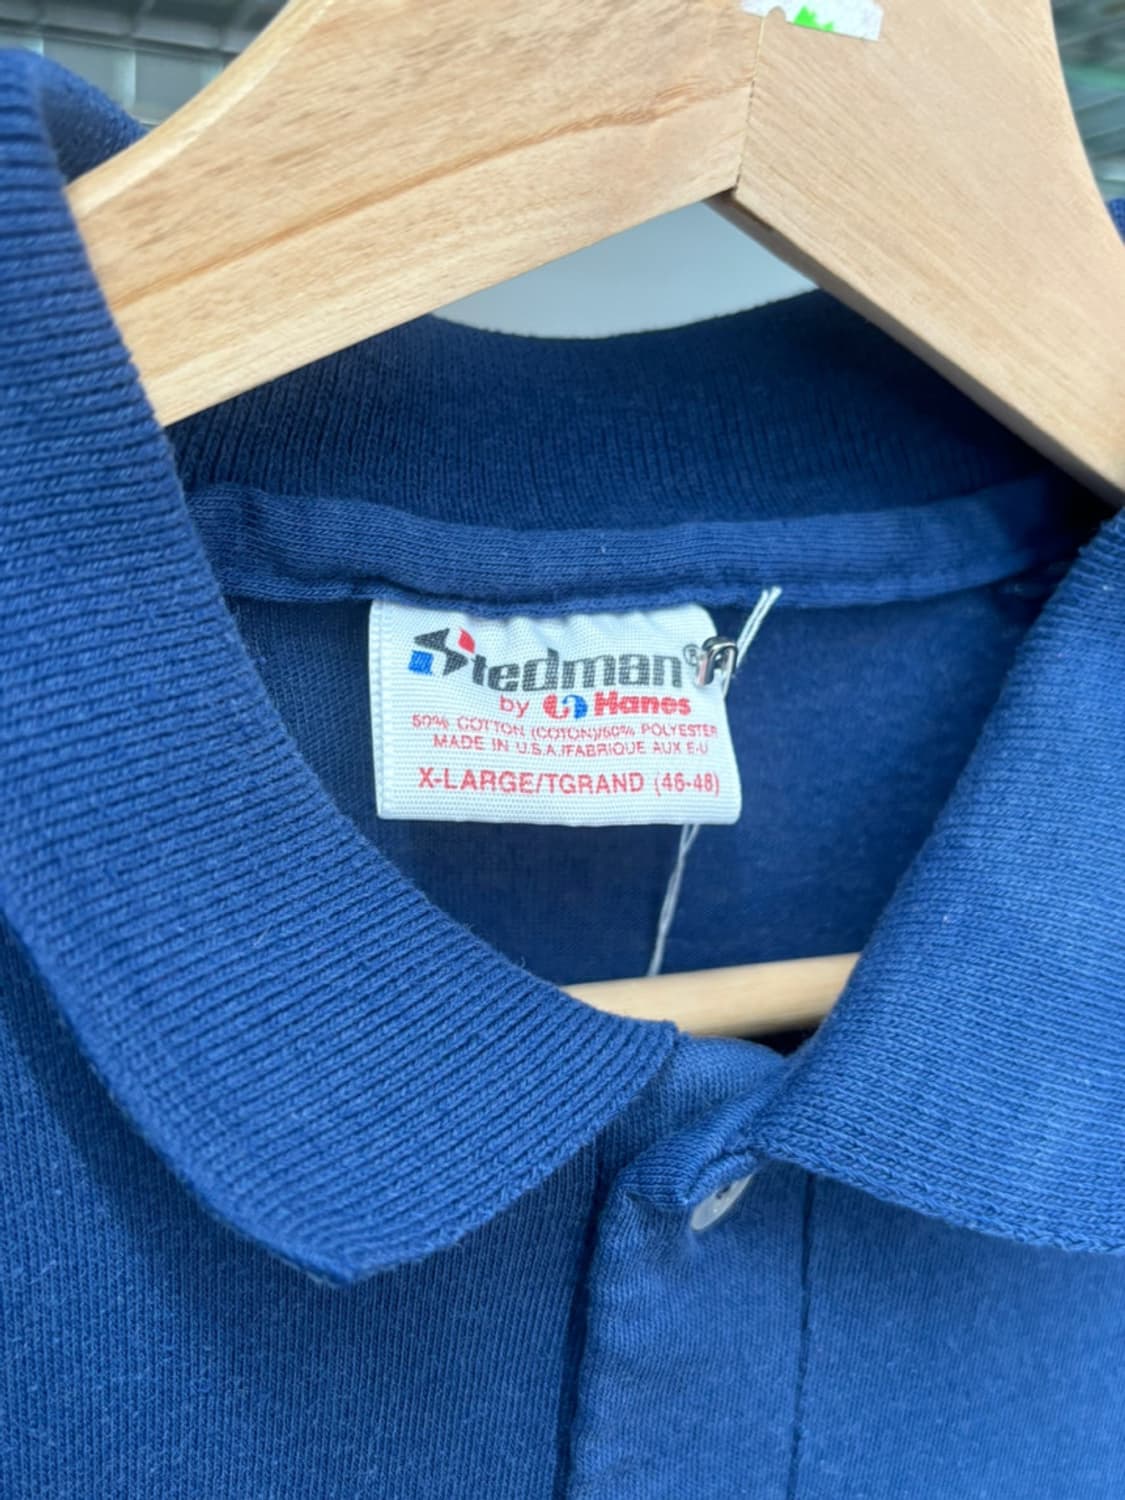 Stedman®
by Hanes
50% COTTON (COTON)/50% POLYESTER
MADE IN U.S.A./FABRIQUE AUX E-U
X-LARGE/TGRAND (46-48)